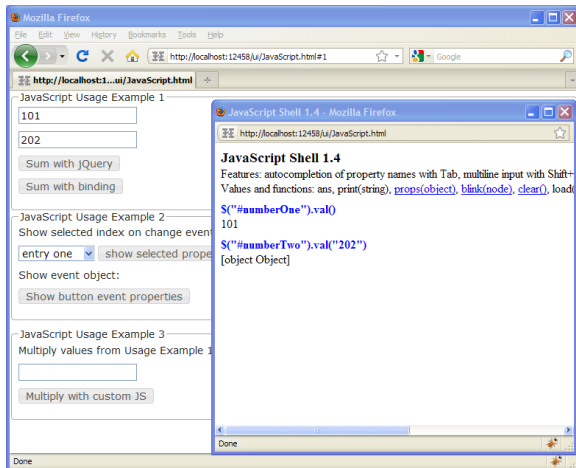 Mozilla Firefox
File Edit View History Bookmarks Tools Help
http://localhost:12458/ui/JavaScript.html#1
Google
http://localhost:1...ui/JavaScript.html
JavaScript Usage Example 1
101
202
Sum with jQuery
Sum with binding
JavaScript Usage Example 2
Show selected index on change event
entry one show selected prope
Show event object:
Show button event properties
JavaScript Usage Example 3
Multiply values from Usage Example 1
Multiply with custom JS
Done
JavaScript Shell 1.4 - Mozilla Firefox
http://localhost:12458/ui/JavaScript.html
JavaScript Shell 1.4
Features: autocompletion of property names with Tab, multiline input with Shift+
Values and functions: ans, print(string), props(object), blink(node), clear(), load(
$("#numberOne").val()
101
$("#numberTwo").val("202")
[object Object]
Done